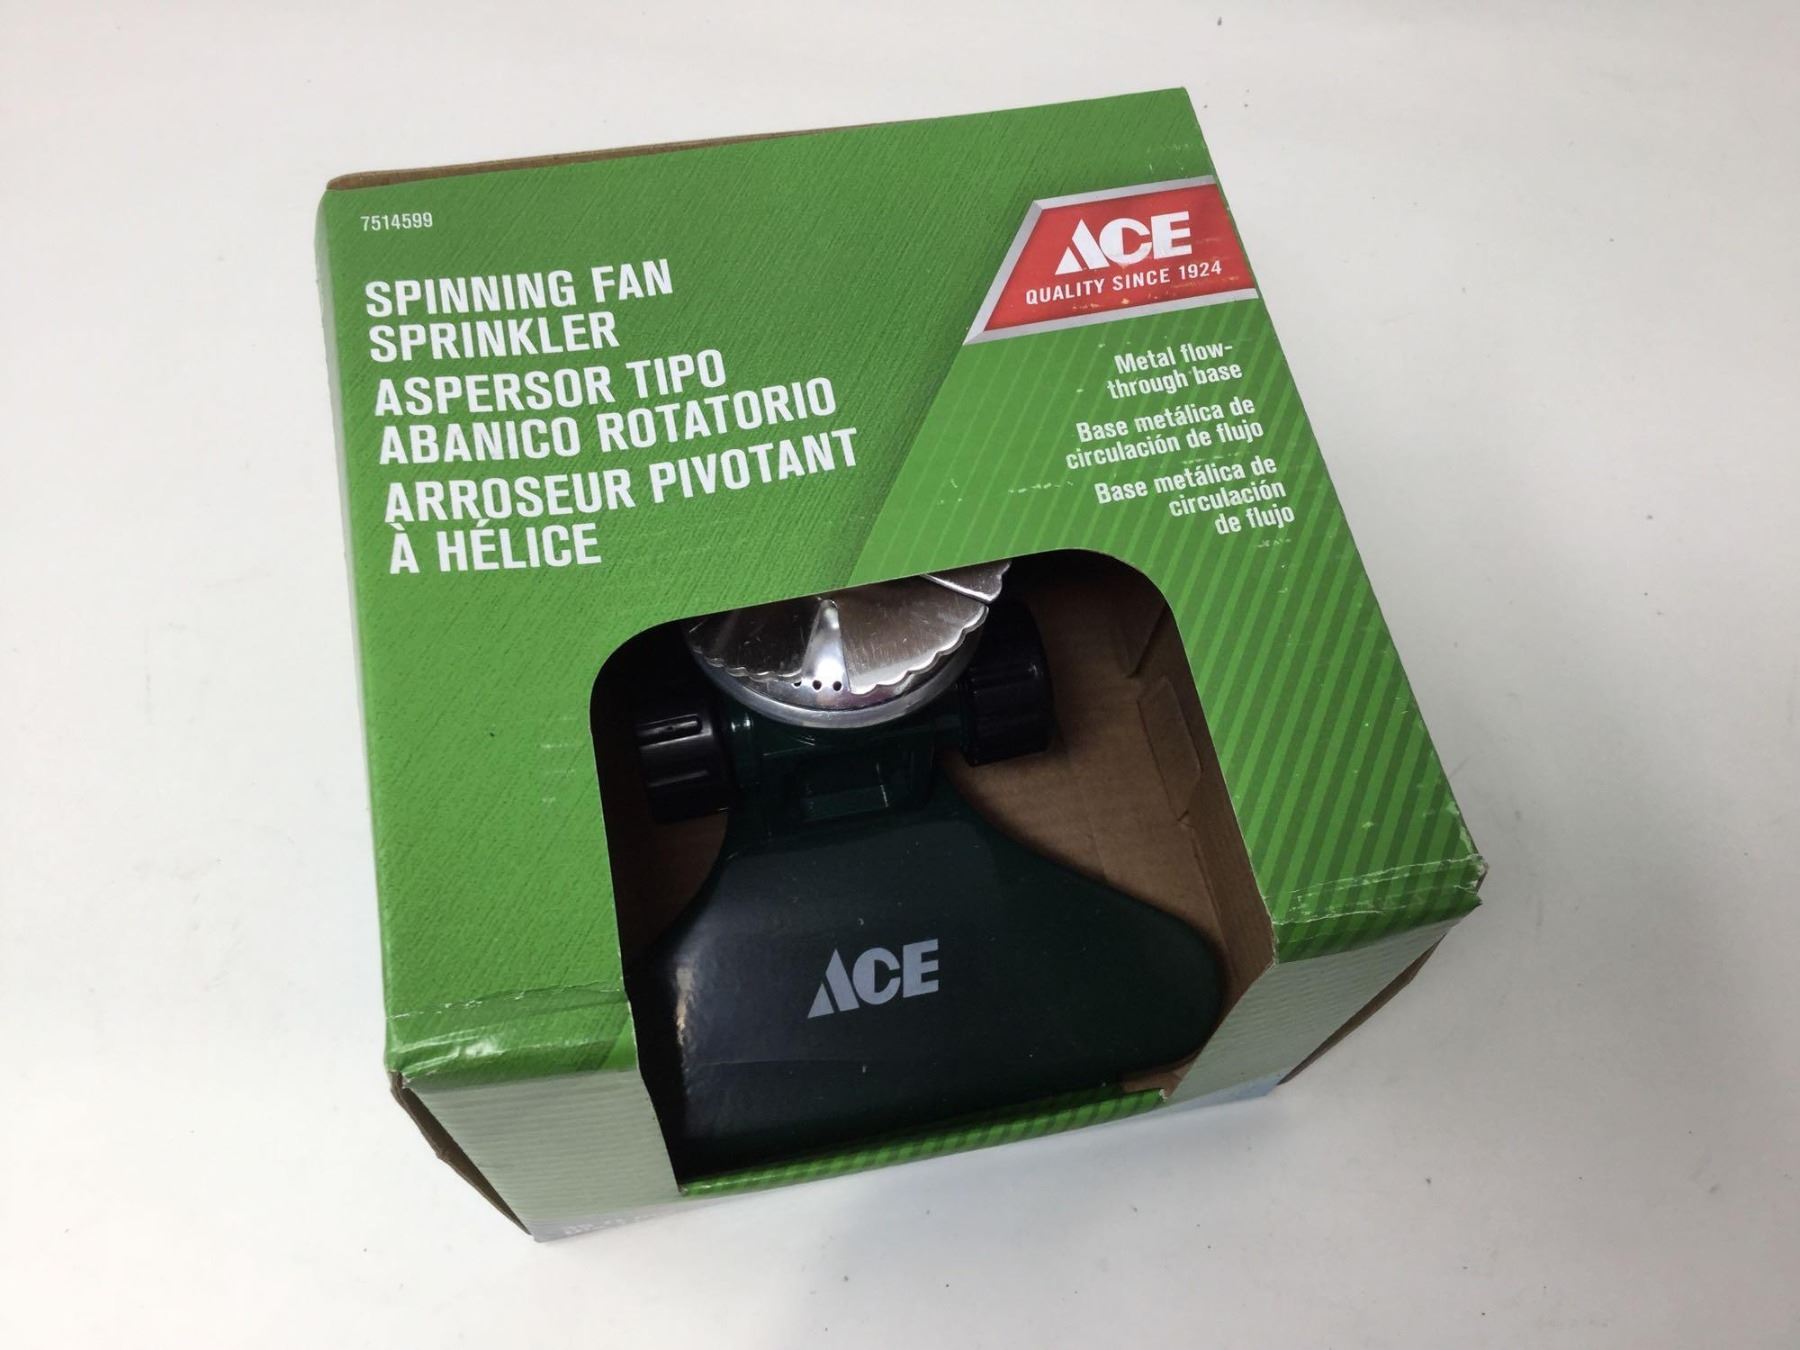 7514599
SPINNING FAN
SPRINKLER
ASPERSOR TIPO
ABANICO ROTATORIO
ARROSEUR PIVOTANT
À HÉLICE
ACE
QUALITY SINCE 1924
Metal flow-
through base
Base metálica de
circulación de flujo
Base metálica de
circulación
de flujo
ACE